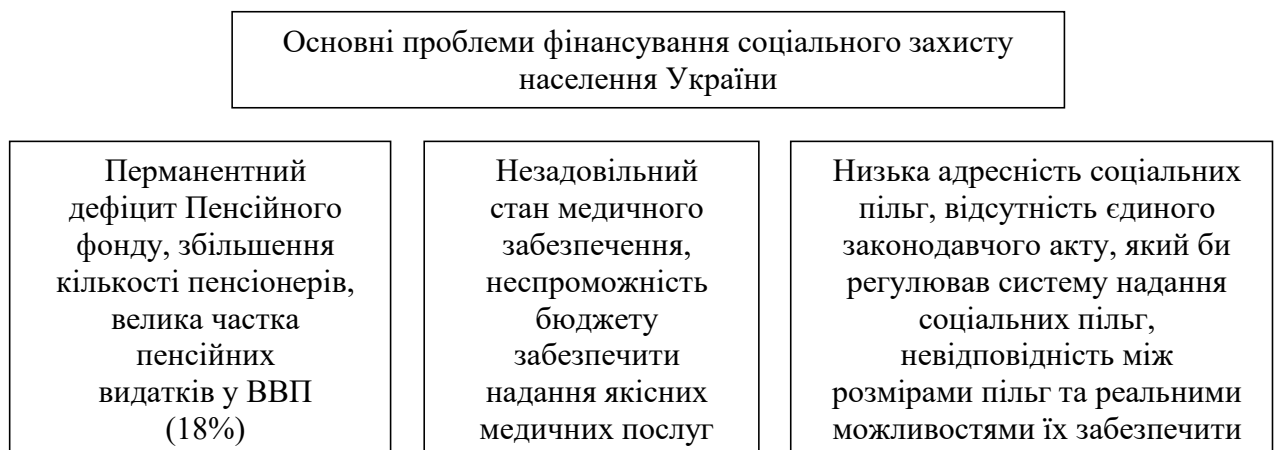 Основні проблеми фінансування соціального захисту
населення України
Перманентний
дефіцит Пенсійного
фонду, збільшення
кількості пенсіонерів,
велика частка
пенсійних
видатків у ВВП
(18%)
Незадовільний
стан медичного
забезпечення,
неспроможність
бюджету
забезпечити
надання якісних
медичних послуг
Низька адресність соціальних
пільг, відсутність єдиного
законодавчого акту, який би
регулював систему надання
соціальних пільг,
невідповідність між
розмірами пільг та реальними
можливостями їх забезпечити